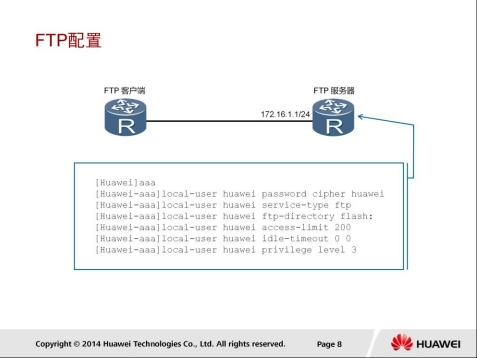 FTP配置
FTP 客户端
FTP 服务器
172.16.1.1/24
R
R
[Huawei]aaa
[Huawei-aaa]local-user huawei password cipher huawei
[Huawei-aaa]local-user huawei service-type ftp
[Huawei-aaa]local-user huawei ftp-directory flash:
[Huawei-aaa]local-user huawei access-limit 200
[Huawei-aaa]local-user huawei idle-timeout 0 0
[Huawei-aaa]local-user huawei privilege level 3
Copyright © 2014 Huawei Technologies Co., Ltd. All rights reserved.
Page 8
HUAWEI